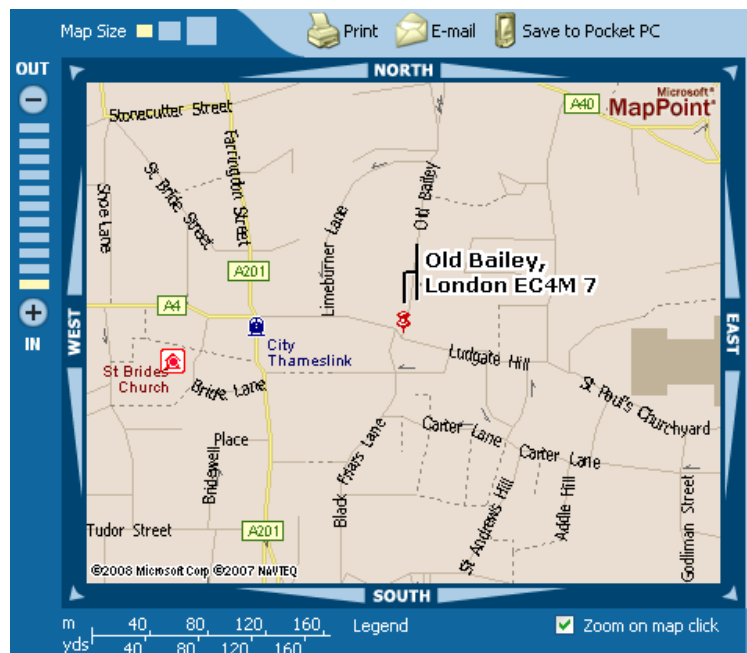 Map Size
Print
E-mail
Save to Pocket PC
OUT
NORTH
Microsoft®
MapPoint®
A40
Stonecutter Street
Farringdon Street
St Bride Street
Shoe Lane
Old Bailey
Limeburner Lane
A201
Old Bailey,
London EC4M 7
A4
IN
WEST
EAST
City
Thameslink
St Brides
Church
Bride Lane
Ludgate Hill
St Paul's Churchyard
Carter Lane
Carter Lane
Place
Bridewell
Black Friars Lane
St Andrews Hill
Addle Hill
Godliman Street
Tudor Street
A201
©2008 Microsoft Corp ©2007 NAVTEQ
SOUTH
m 40 80 120 160
yds 40 80 120 160
Legend
Zoom on map click